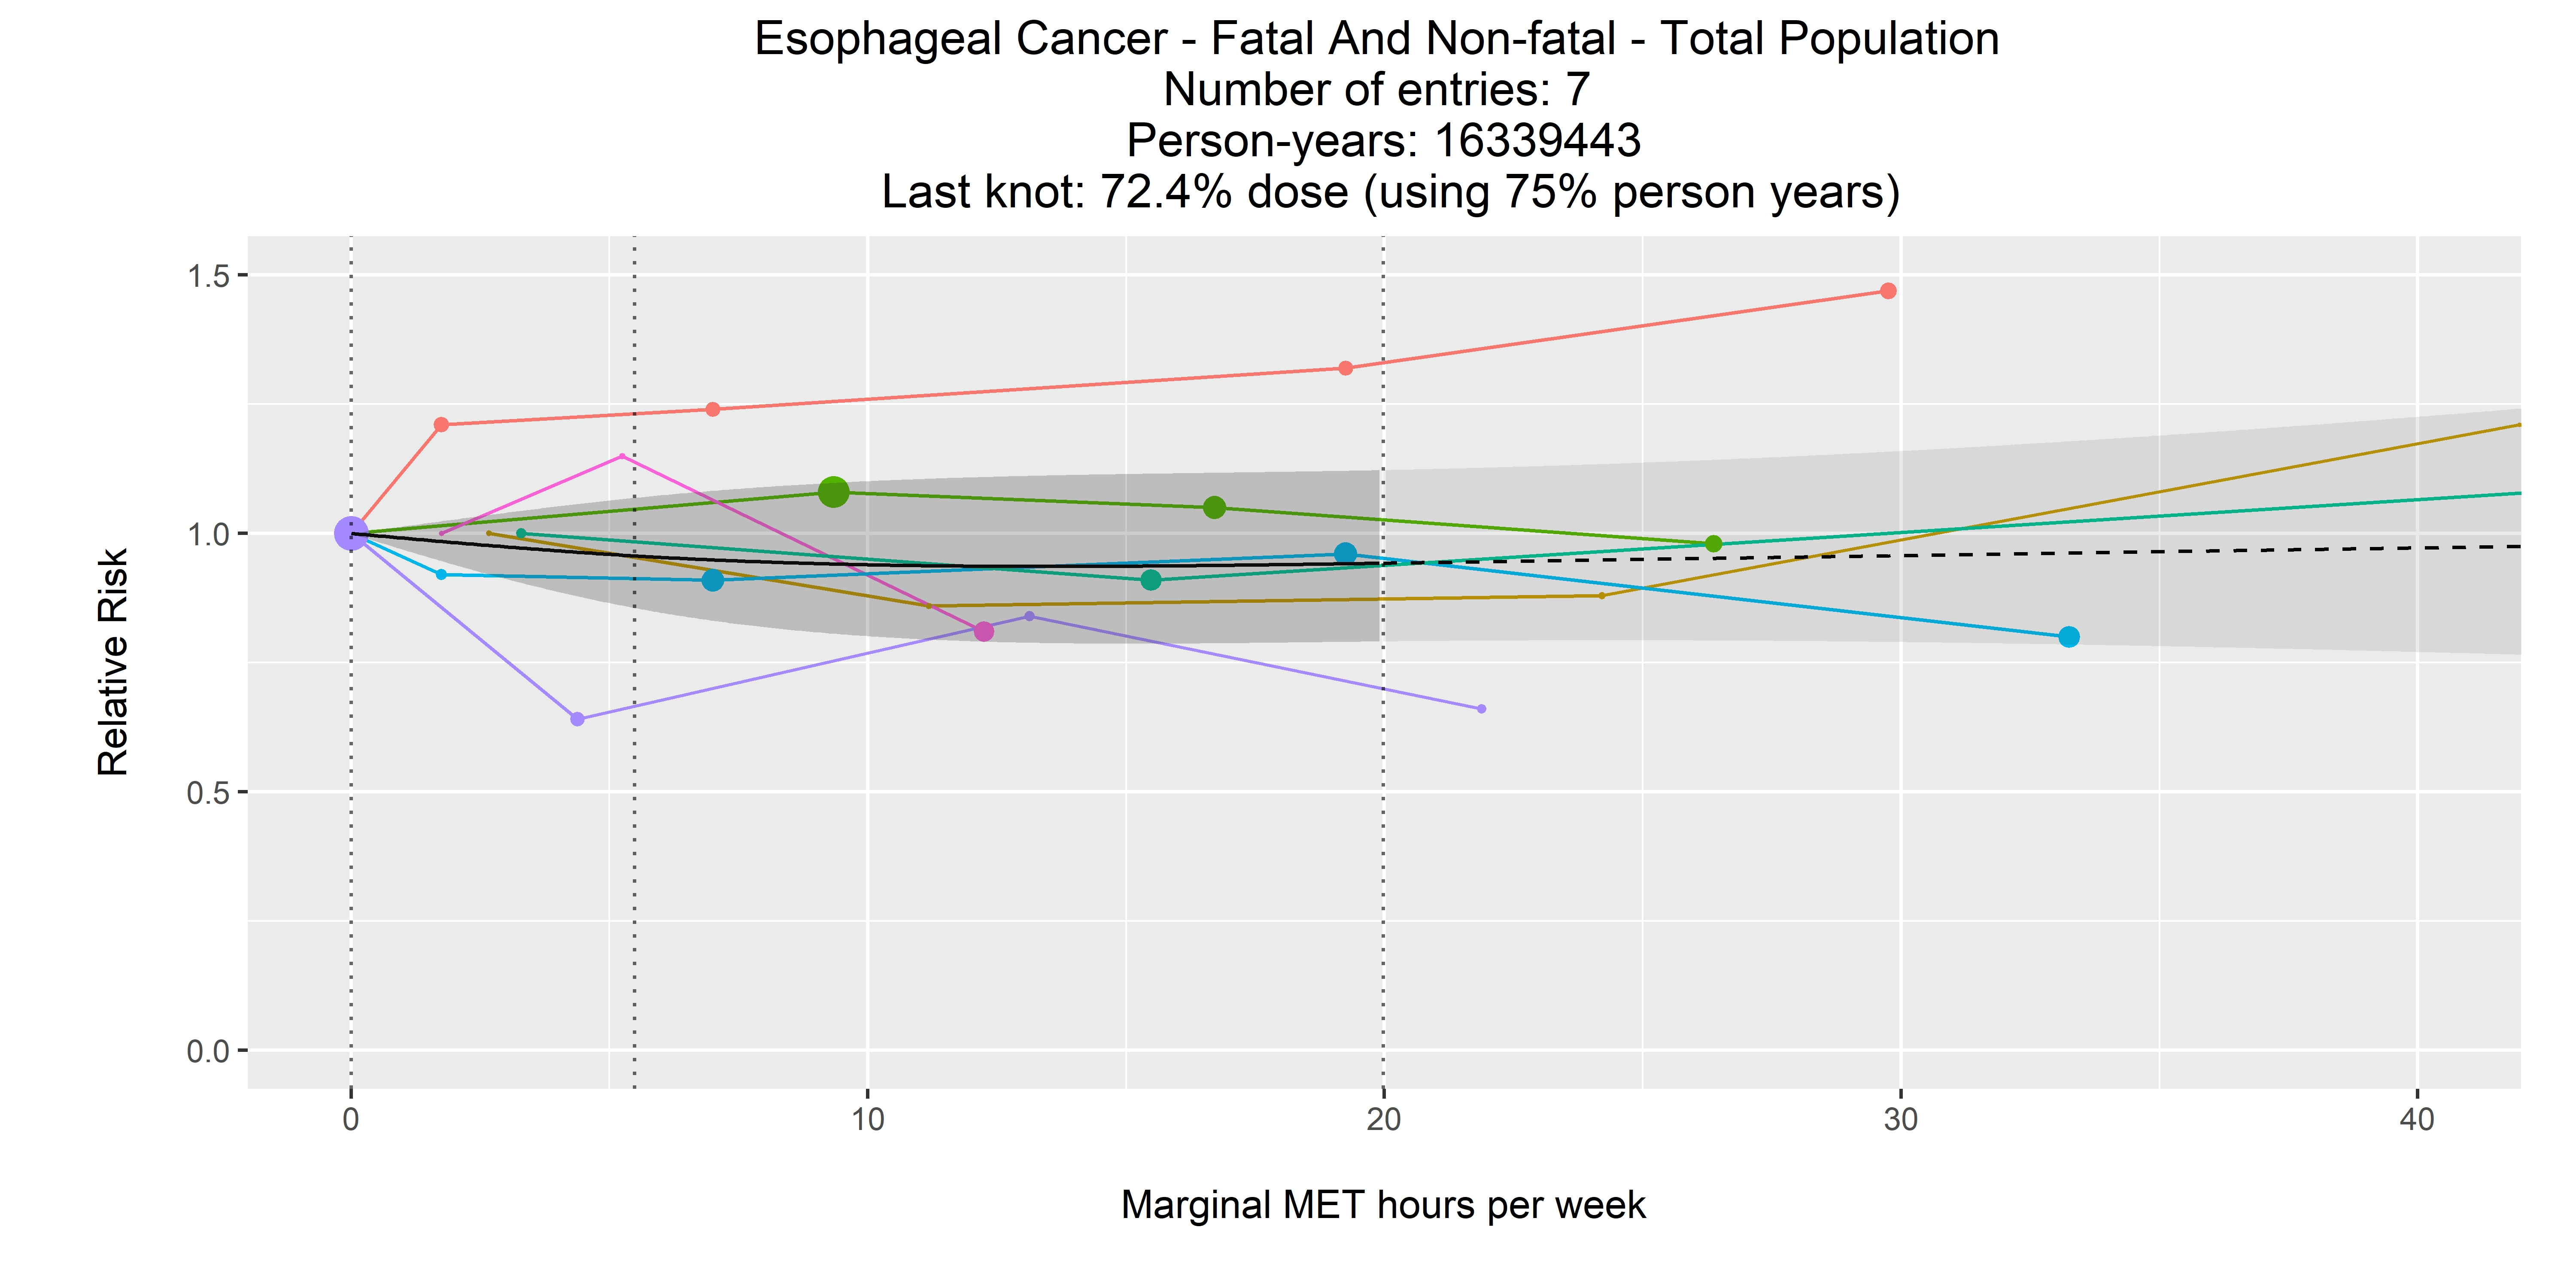 Esophageal Cancer - Fatal And Non-fatal - Total Population
Number of entries: 7
Person-years: 16339443
Last knot: 72.4% dose (using 75% person years)
1.5
1.0
0.5
0.0
Relative Risk
0 10 20 30 40
Marginal MET hours per week